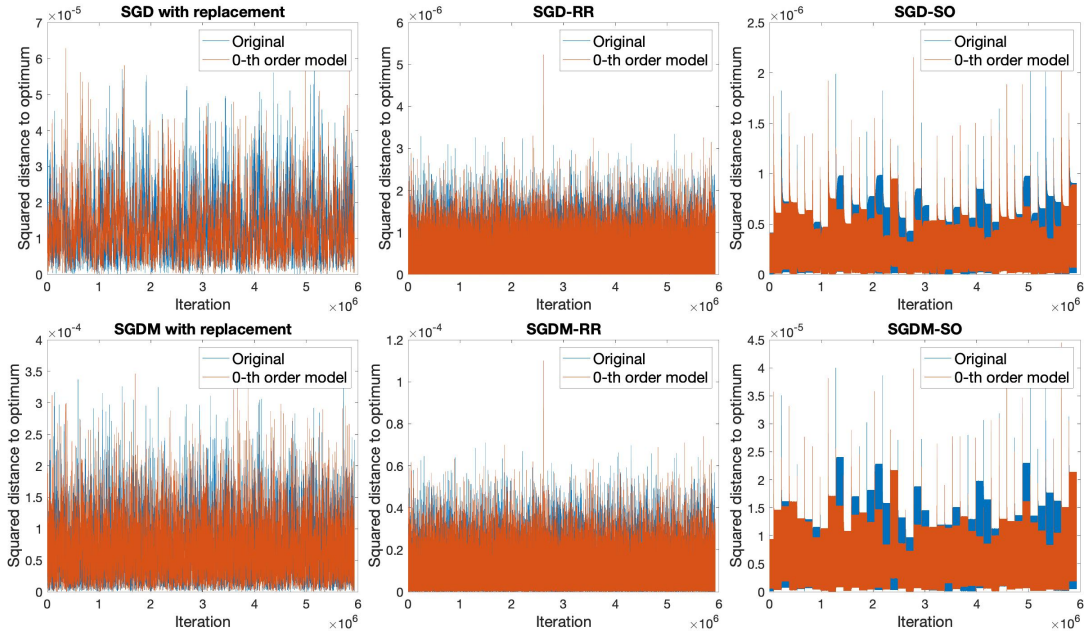 SGD with replacement
×10⁻⁵
7
6
5
4
3
2
1
0
Squared distance to optimum
Original
0-th order model
0 1 2 3 4 5 6
Iteration
×10⁶
SGD-RR
×10⁻⁶
6
5
4
3
2
1
0
Squared distance to optimum
Original
0-th order model
0 1 2 3 4 5 6
Iteration
×10⁶
SGD-SO
×10⁻⁶
2.5
2
1.5
1
0.5
0
Squared distance to optimum
Original
0-th order model
0 1 2 3 4 5 6
Iteration
×10⁶
SGDM with replacement
×10⁻⁴
4
3.5
3
2.5
2
1.5
1
0.5
0
Squared distance to optimum
Original
0-th order model
0 1 2 3 4 5 6
Iteration
×10⁶
SGDM-RR
×10⁻⁴
1.2
1
0.8
0.6
0.4
0.2
0
Squared distance to optimum
Original
0-th order model
0 1 2 3 4 5 6
Iteration
×10⁶
SGDM-SO
×10⁻⁵
4.5
4
3.5
3
2.5
2
1.5
1
0.5
0
Squared distance to optimum
Original
0-th order model
0 1 2 3 4 5 6
Iteration
×10⁶